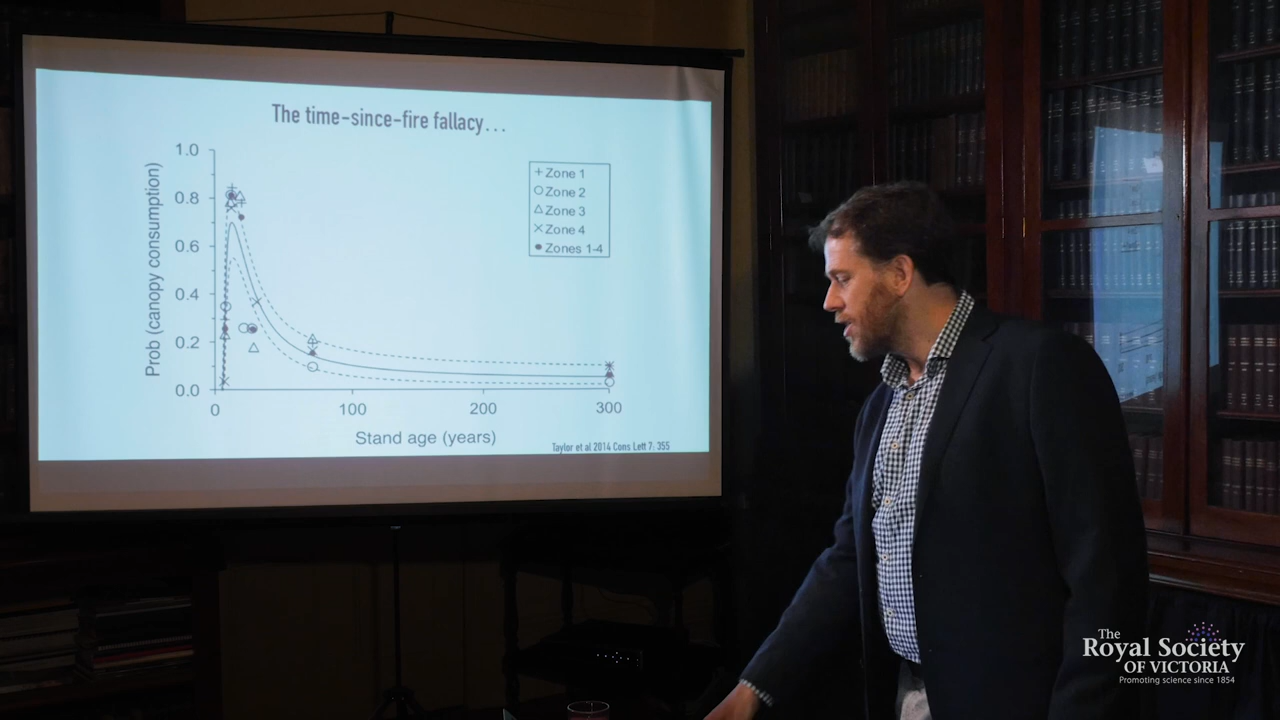 The time-since-fire fallacy...
Prob (canopy consumption)
1.0
0.8
0.6
0.4
0.2
0.0
0
100
200
300
Stand age (years)
Zone 1
Zone 2
Zone 3
Zone 4
Zones 1-4
Taylor et al 2014 Cons Lett 7: 355
The
Royal Society
OF VICTORIA
Promoting science since 1854